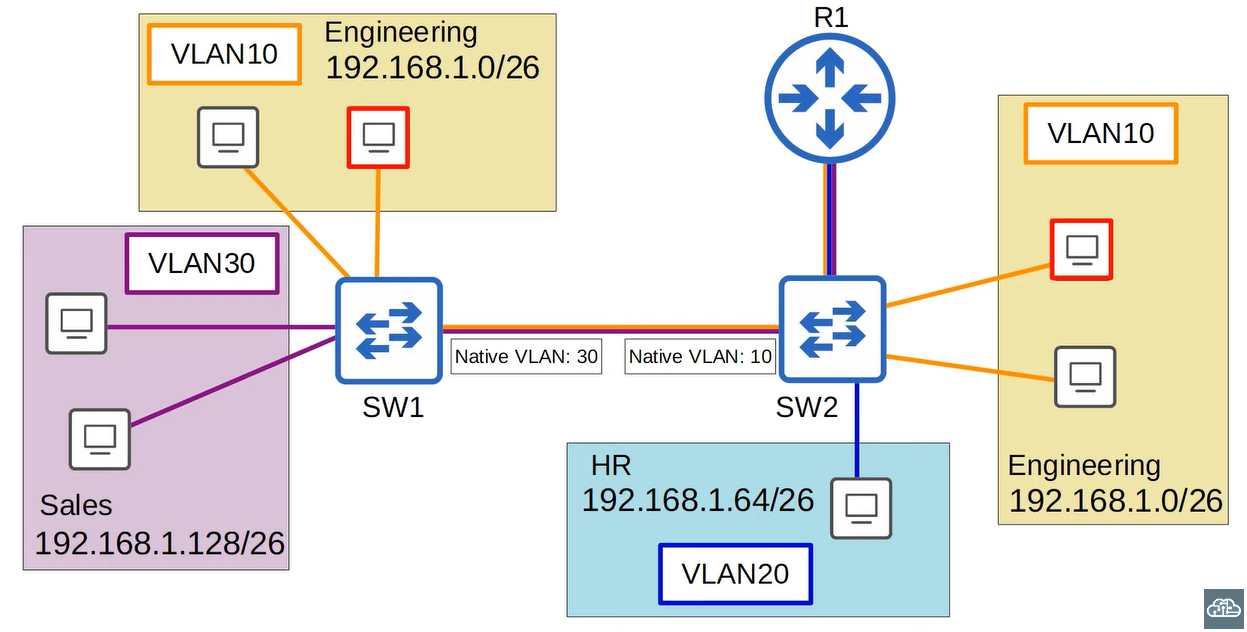 VLAN10
Engineering
192.168.1.0/26
R1
VLAN10
VLAN30
Native VLAN: 30
Native VLAN: 10
SW1
SW2
Sales
192.168.1.128/26
HR
192.168.1.64/26
VLAN20
Engineering
192.168.1.0/26